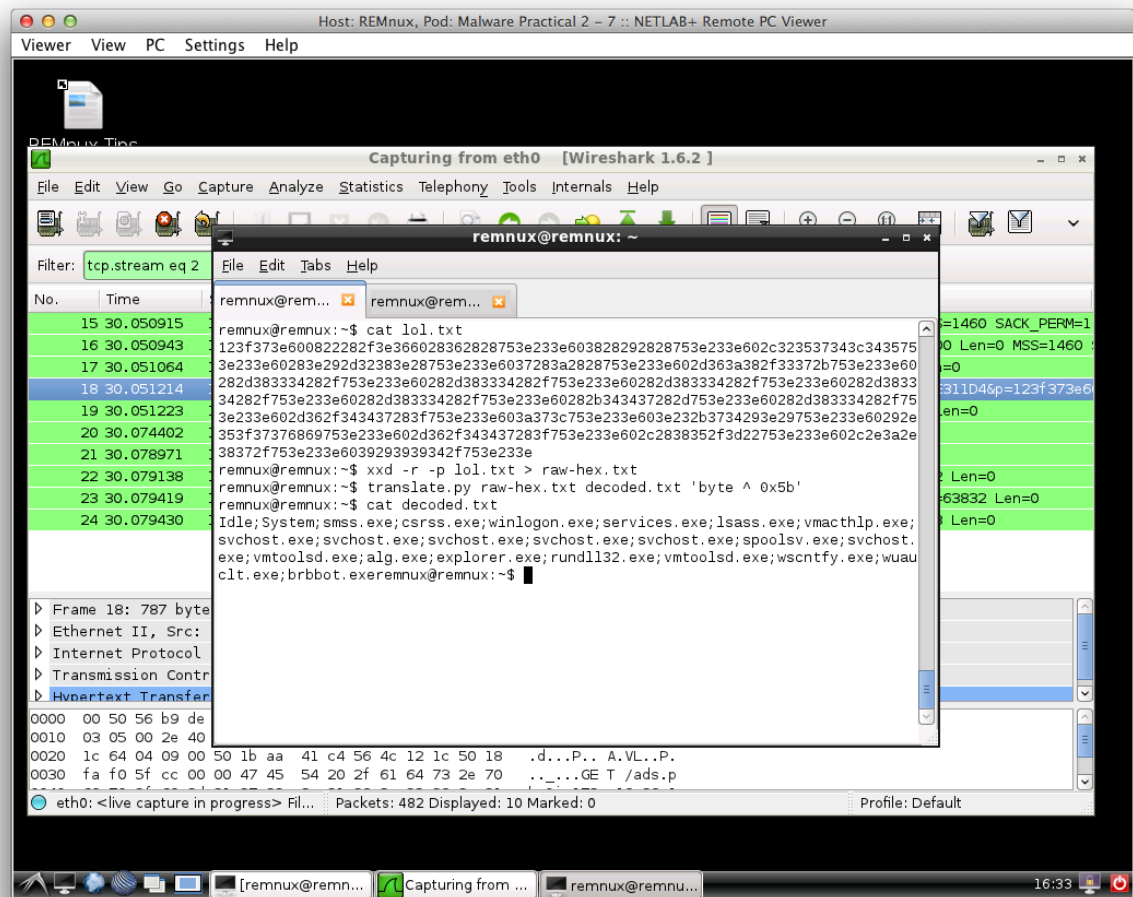 Host: REMnux, Pod: Malware Practical 2 – 7 :: NETLAB+ Remote PC Viewer
Viewer View PC Settings Help
REMnux Tips
Capturing from eth0 [Wireshark 1.6.2 ]
File Edit View Go Capture Analyze Statistics Telephony Tools Internals Help
remnux@remnux: ~
Filter: tcp.stream eq 2
File Edit Tabs Help
No. Time
remnux@rem... remnux@rem...
15 30.050915
=1460 SACK_PERM=1
16 30.050943
Len=0 MSS=1460
17 30.051064
=0
18 30.051214
E311D4&p=123f373e6
19 30.051223
en=0
20 30.074402
21 30.078971
22 30.079138
Len=0
23 30.079419
=63832 Len=0
24 30.079430
Len=0
remnux@remnux:~$ cat lol.txt
123f373e600822282f3e366028362828753e233e603828292828753e233e602c323537343c343575
3e233e60283e292d32383e28753e233e6037283a2828753e233e602d363a382f33372b753e233e60
282d383334282f753e233e60282d383334282f753e233e60282d383334282f753e233e60282d3833
34282f753e233e60282d383334282f753e233e60282b343437282d753e233e60282d383334282f75
3e233e602d362f343437283f753e233e603a373c753e233e603e232b3734293e29753e233e60292e
353f37376869753e233e602d362f343437283f753e233e602c2838352f3d22753e233e602c2e3a2e
38372f753e233e6039293939342f753e233e
remnux@remnux:~$ xxd -r -p lol.txt > raw-hex.txt
remnux@remnux:~$ translate.py raw-hex.txt decoded.txt 'byte ^ 0x5b'
remnux@remnux:~$ cat decoded.txt
Idle;System;smss.exe;csrss.exe;winlogon.exe;services.exe;lsass.exe;vmacthlp.exe;
svchost.exe;svchost.exe;svchost.exe;svchost.exe;svchost.exe;spoolsv.exe;svchost.
exe;vmtoolsd.exe;alg.exe;explorer.exe;rundll32.exe;vmtoolsd.exe;wscntfy.exe;wuau
clt.exe;brbbot.exeremnux@remnux:~$
Frame 18: 787 byte
Ethernet II, Src:
Internet Protocol
Transmission Contr
Hypertext Transfer
0000 00 50 56 b9 de
0010 03 05 00 2e 40
0020 1c 64 04 09 00 50 1b aa 41 c4 56 4c 12 1c 50 18 .d...P.. A.VL..P.
0030 fa f0 5f cc 00 00 47 45 54 20 2f 61 64 73 2e 70 .._...GE T /ads.p
eth0: <live capture in progress> Fil... Packets: 482 Displayed: 10 Marked: 0 Profile: Default
[remnux@remn... Capturing from ... remnux@remnu... 16:33